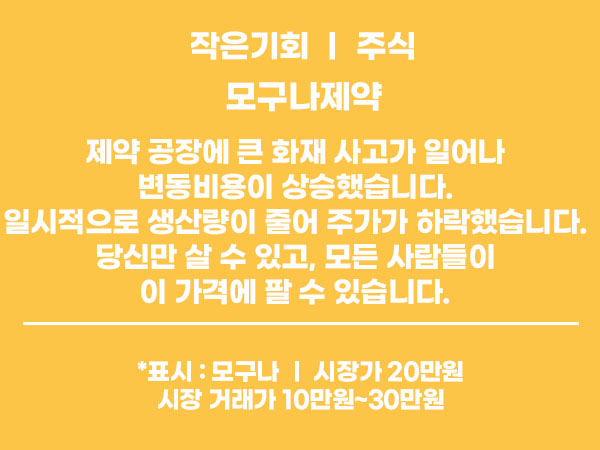 작은기회 ㅣ 주식
모구나제약
제약 공장에 큰 화재 사고가 일어나
변동비용이 상승했습니다.
일시적으로 생산량이 줄어 주가가 하락했습니다.
당신만 살 수 있고, 모든 사람들이
이 가격에 팔 수 있습니다.
*표시 : 모구나 ㅣ 시장가 20만원
시장 거래가 10만원~30만원